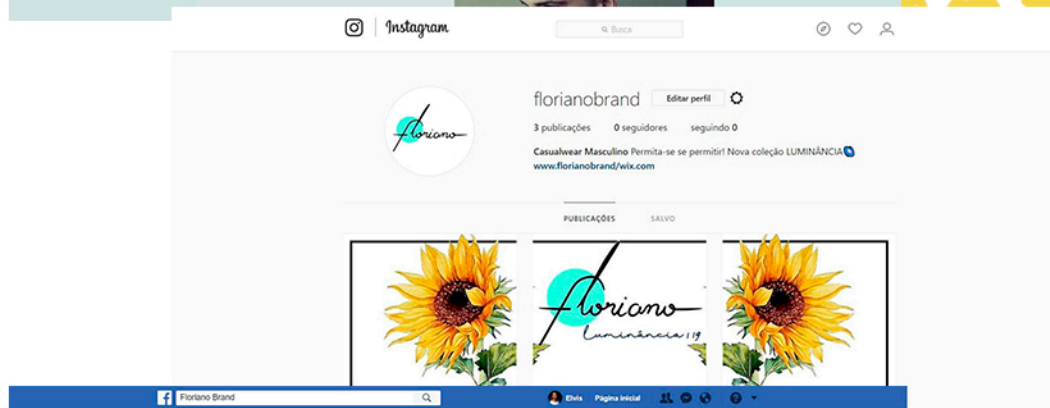 Instagram
Busca
florianobrand Editar perfil
3 publicações 0 seguidores seguindo 0
Casualwear Masculino Permita-se se permitir! Nova coleção LUMINÂNCIA
www.florianobrand/wix.com
floriano
PUBLICAÇÕES SALVO
floriano
Luminância 19
Floriano Brand Elvis Página inicial